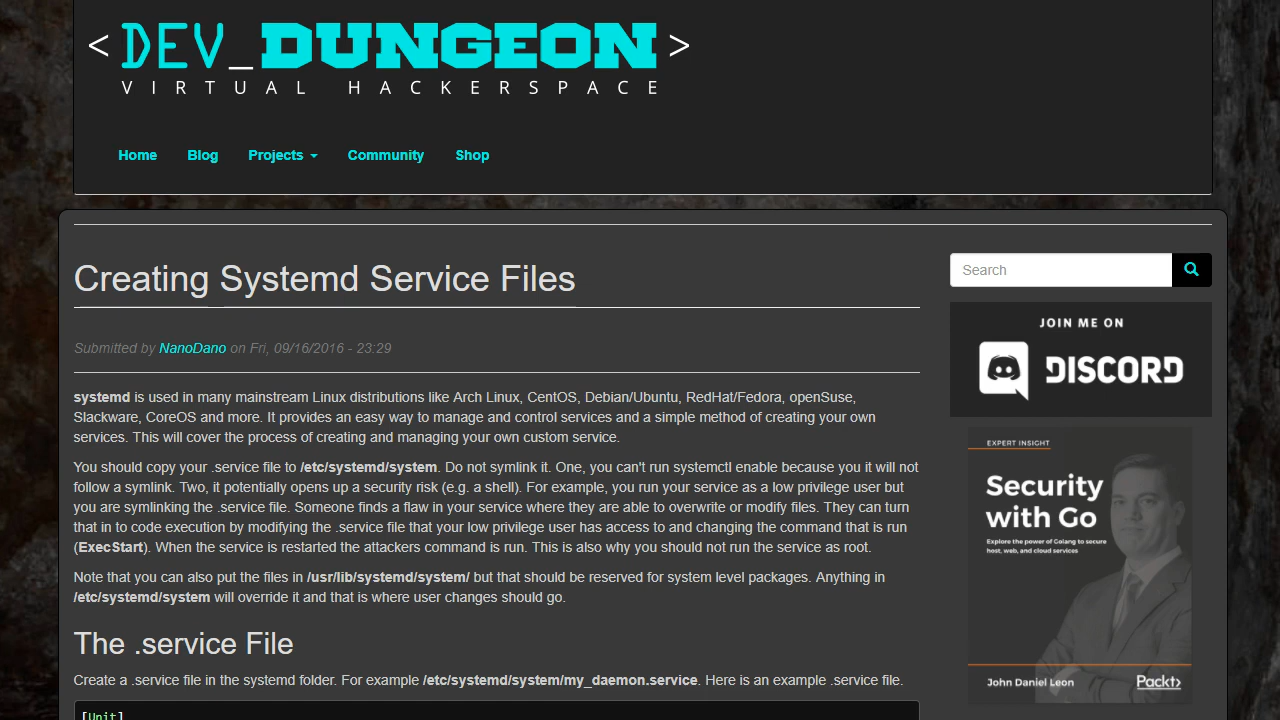 < DEV_DUNGEON >
VIRTUAL HACKERSPACE
Home Blog Projects Community Shop
Creating Systemd Service Files
Submitted by NanoDano on Fri, 09/16/2016 - 23:29
systemd is used in many mainstream Linux distributions like Arch Linux, CentOS, Debian/Ubuntu, RedHat/Fedora, openSuse,
Slackware, CoreOS and more. It provides an easy way to manage and control services and a simple method of creating your own
services. This will cover the process of creating and managing your own custom service.
You should copy your .service file to /etc/systemd/system. Do not symlink it. One, you can't run systemctl enable because you it will not
follow a symlink. Two, it potentially opens up a security risk (e.g. a shell). For example, you run your service as a low privilege user but
you are symlinking the .service file. Someone finds a flaw in your service where they are able to overwrite or modify files. They can turn
that in to code execution by modifying the .service file that your low privilege user has access to and changing the command that is run
(ExecStart). When the service is restarted the attackers command is run. This is also why you should not run the service as root.
Note that you can also put the files in /usr/lib/systemd/system/ but that should be reserved for system level packages. Anything in
/etc/systemd/system will override it and that is where user changes should go.
The .service File
Create a .service file in the systemd folder. For example /etc/systemd/system/my_daemon.service. Here is an example .service file.
[Unit]
Search
JOIN ME ON
DISCORD
EXPERT INSIGHT
Security
with Go
Explore the power of Golang to secure
host, web, and cloud services
John Daniel Leon
Packt>